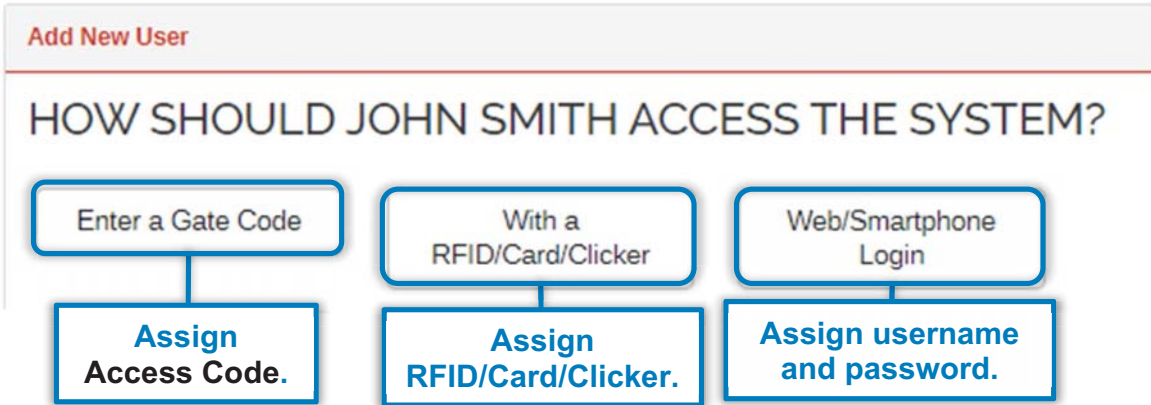 Add New User
HOW SHOULD JOHN SMITH ACCESS THE SYSTEM?
Enter a Gate Code
With a
RFID/Card/Clicker
Web/Smartphone
Login
Assign
Access Code.
Assign
RFID/Card/Clicker.
Assign username
and password.